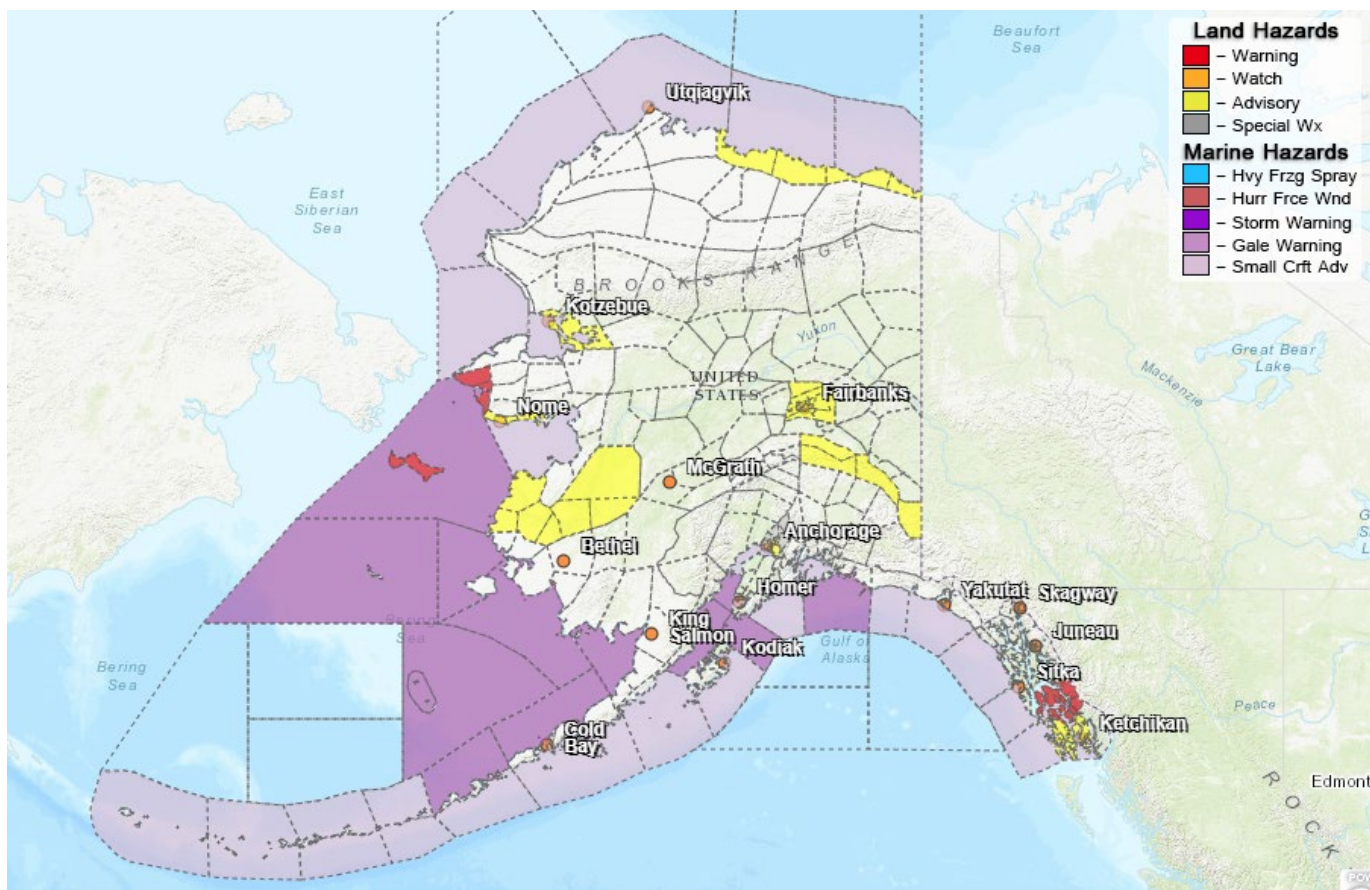 Land Hazards
– Warning
– Watch
– Advisory
– Special Wx
Marine Hazards
– Hvy Frzg Spray
– Hurr Frce Wnd
– Storm Warning
– Gale Warning
– Small Crft Adv
Beaufort
Sea
Utqiagvik
East
Siberian
Sea
BROOKS RANGE
Kotzebue
Yukon
Great Bear
Lake
Mackenzie
UNITED
STATES
Fairbanks
Nome
McGrath
Anchorage
Bethel
Homer
Yakutat
Skagway
King
Salmon
Juneau
Kodiak
Gulf of
Alaska
Bering
Sea
Sitka
Peace
Ketchikan
Cold
Bay
Edmont
ROCK